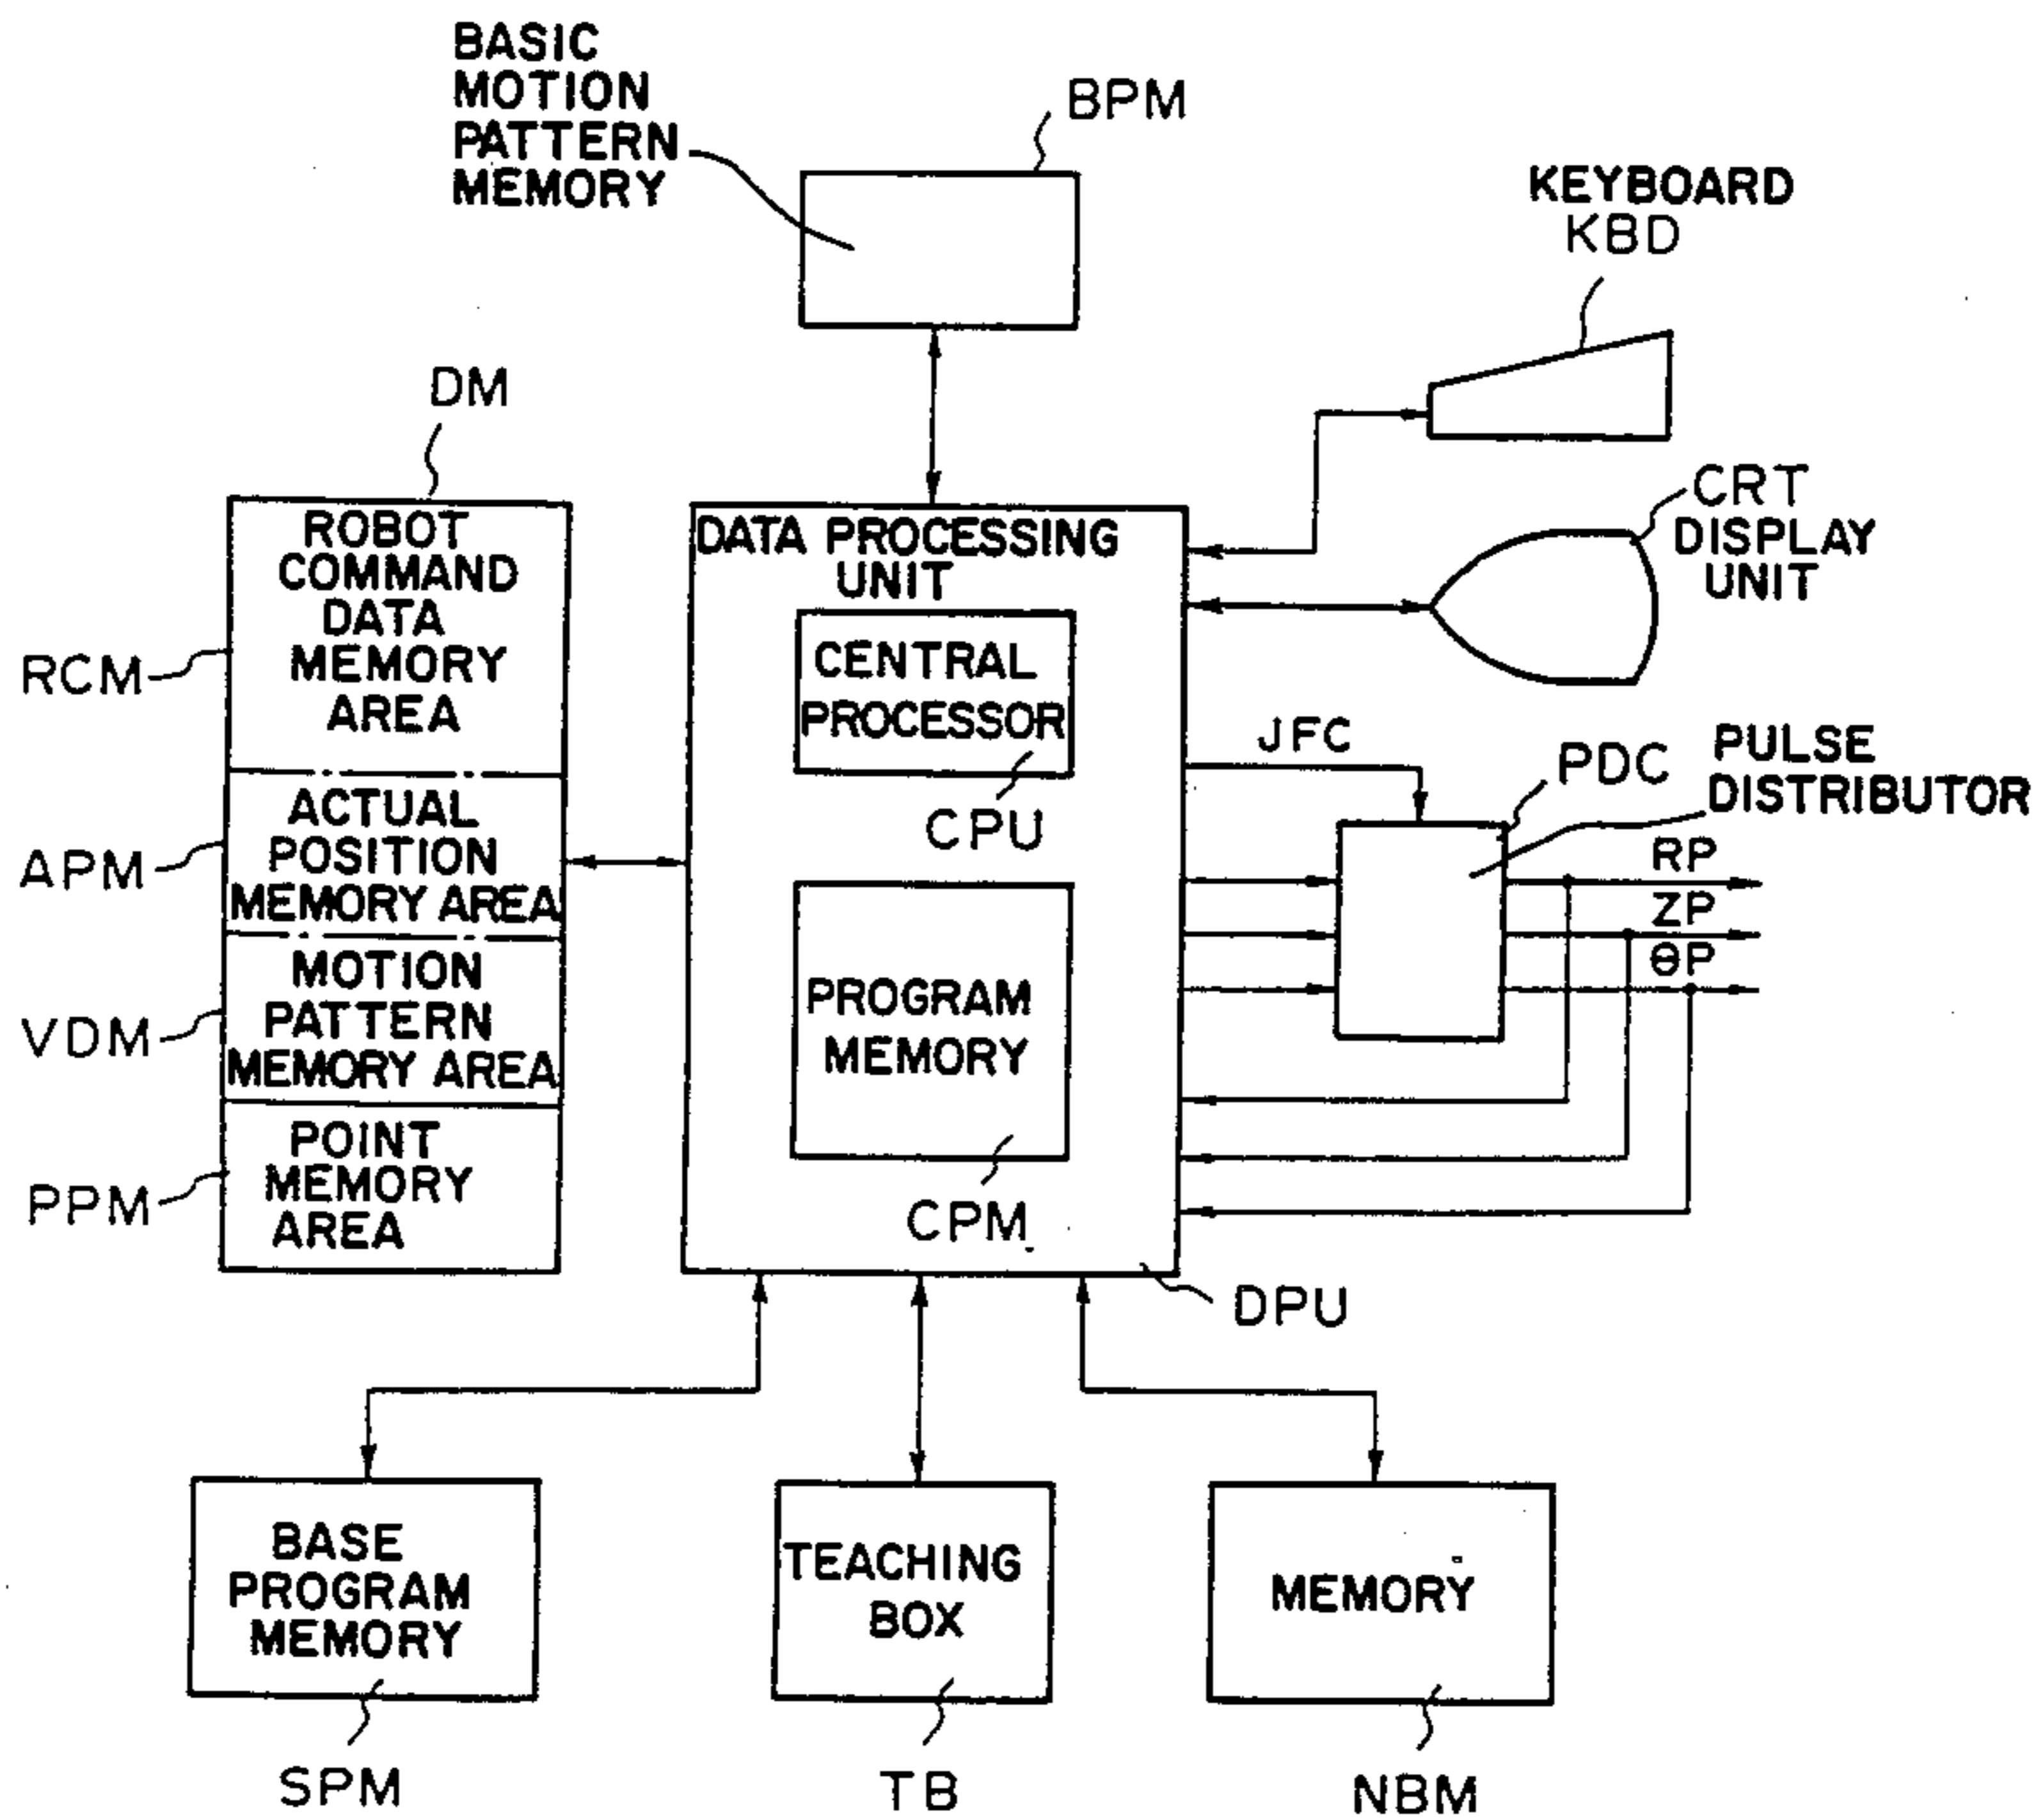 BASIC
MOTION
PATTERN
MEMORY
BPM
KEYBOARD
KBD
DM
CRT
DISPLAY
UNIT
ROBOT
COMMAND
DATA
MEMORY
AREA
RCM
DATA PROCESSING
UNIT
CENTRAL
PROCESSOR
CPU
JFC
PDC
PULSE
DISTRIBUTOR
ACTUAL
POSITION
MEMORY AREA
APM
RP
ZP
ΘP
MOTION
PATTERN
MEMORY AREA
VDM
PROGRAM
MEMORY
CPM
POINT
MEMORY
AREA
PPM
DPU
BASE
PROGRAM
MEMORY
SPM
TEACHING
BOX
TB
MEMORY
NBM